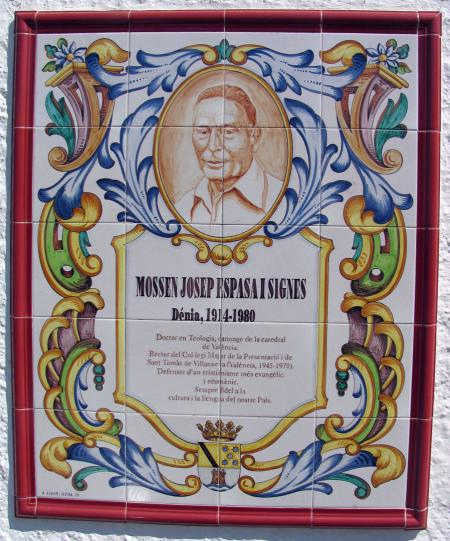 MOSSEN JOSEP ESPASA I SIGNES
Dénia, 1914-1980
Doctor en Teologia, canonge de la catedral
de València.
Rector del Col·legi Major de la Presentació i de
Sant Tomàs de Villanueva (València, 1945-1970).
Defensor d'un cristianisme més evangèlic
i ecumènic.
Sempre fidel a la
cultura i la llengua del nostre País.